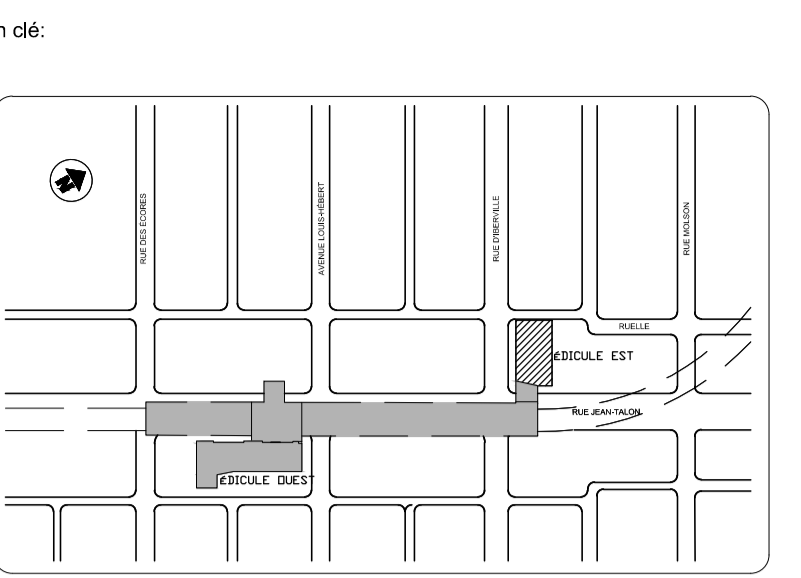 n clé:
N
RUE DES ÉCORES
AVENUE LOUIS-HÉBERT
RUE D'IBERVILLE
RUE MOLSON
RUELLE
ÉDICULE EST
RUE JEAN-TALON
ÉDICULE OUEST